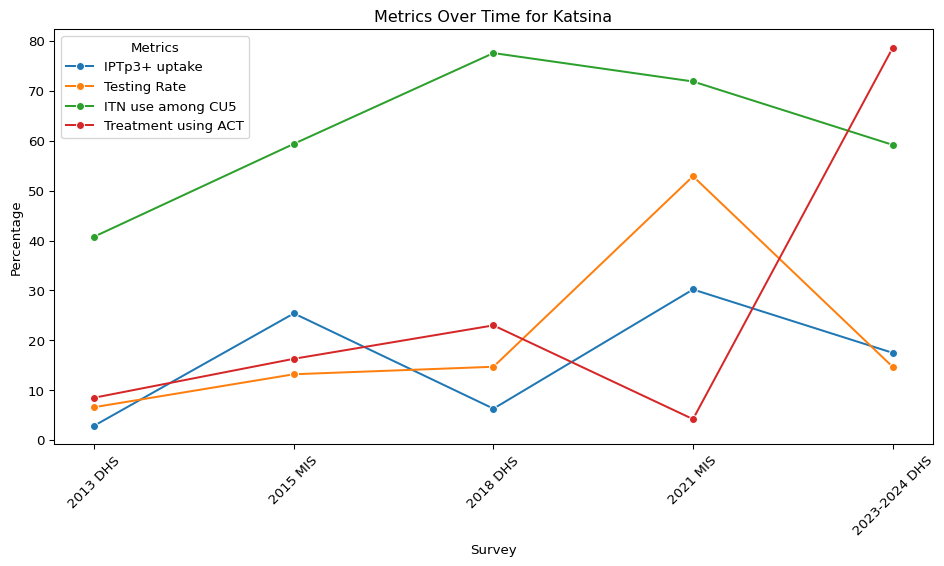 Metrics Over Time for Katsina
Metrics
IPTp3+ uptake
Testing Rate
ITN use among CU5
Treatment using ACT
Percentage
80
70
60
50
40
30
20
10
0
2013 DHS
2015 MIS
2018 DHS
2021 MIS
2023-2024 DHS
Survey